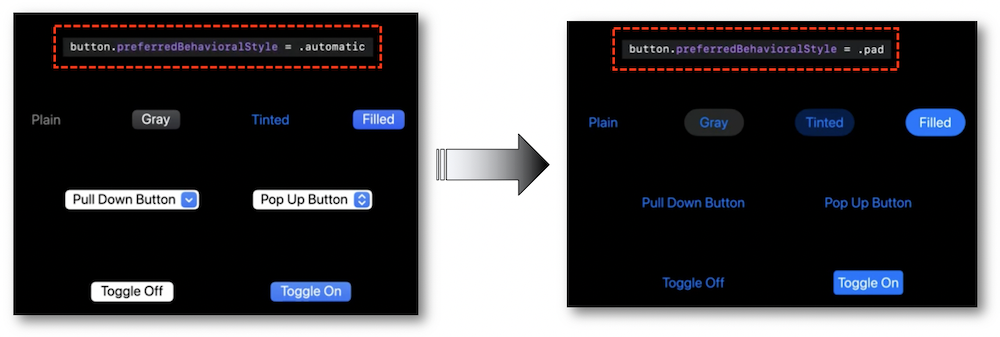 button.preferredBehavioralStyle = .automatic
Plain Gray Tinted Filled
Pull Down Button Pop Up Button
Toggle Off Toggle On
button.preferredBehavioralStyle = .pad
Plain Gray Tinted Filled
Pull Down Button Pop Up Button
Toggle Off Toggle On